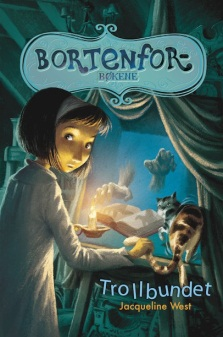 BORTENFOR-
BØKENE
Trollbundet
Jacqueline West